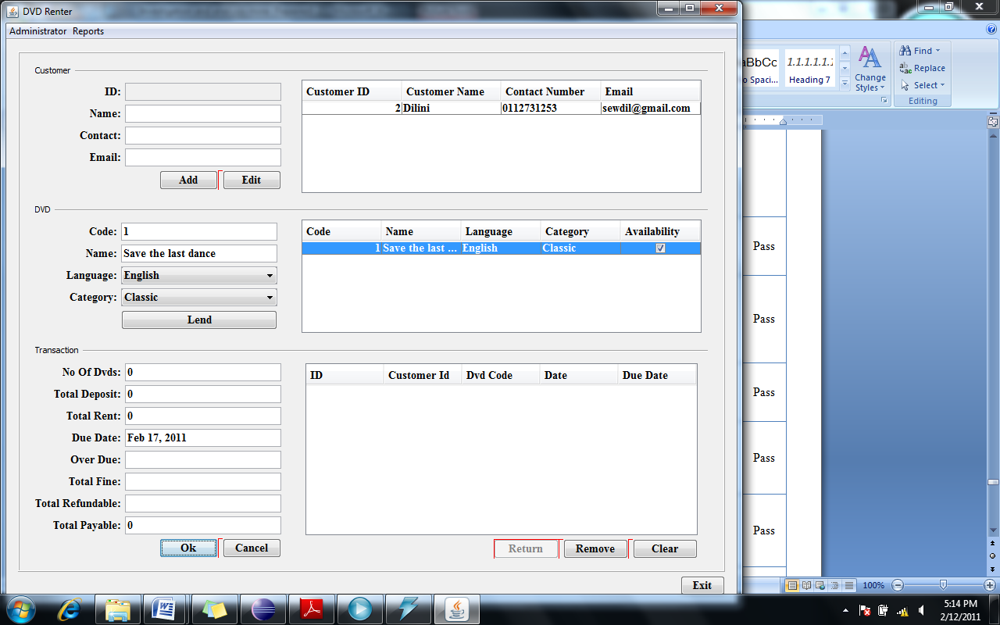 DVD Renter
Administrator Reports
Customer
ID:
Name:
Contact:
Email:
Add Edit
Customer ID Customer Name Contact Number Email
2 Dilini 0112731253 sewdil@gmail.com
DVD
Code: 1
Name: Save the last dance
Language: English
Category: Classic
Lend
Code Name Language Category Availability
1 Save the last ... English Classic
Transaction
No Of Dvds: 0
Total Deposit: 0
Total Rent: 0
Due Date: Feb 17, 2011
Over Due:
Total Fine:
Total Refundable:
Total Payable: 0
Ok Cancel
ID Customer Id Dvd Code Date Due Date
Return Remove Clear
Exit
aBbCc 1.1.1.1.1.1
o Spaci... Heading 7
Change
Styles
Find
Replace
Select
Editing
Pass
Pass
Pass
Pass
Pass
100%
5:14 PM
2/12/2011